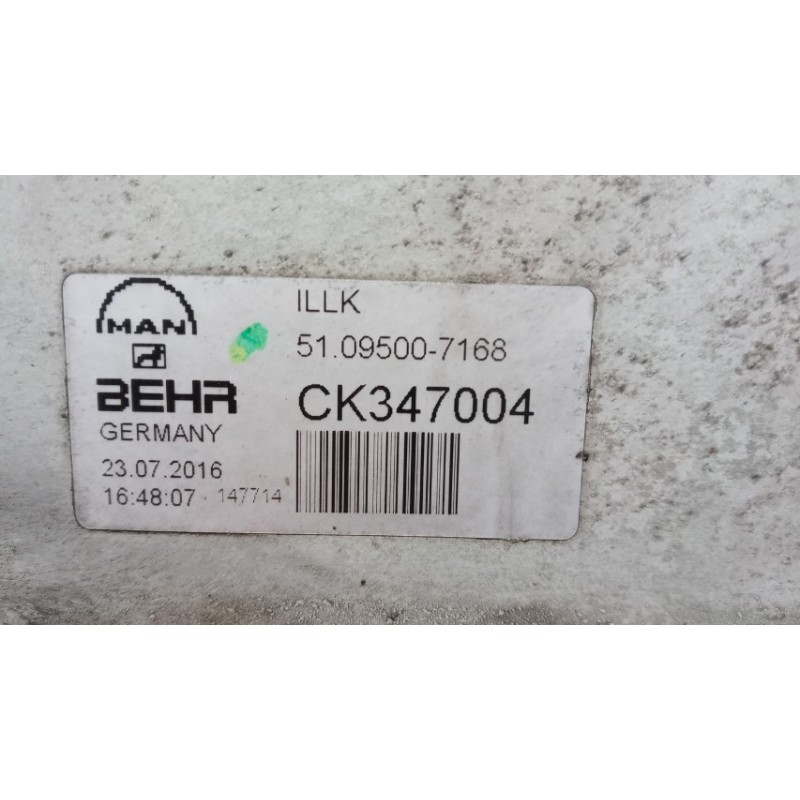 MAN
BEHR
GERMANY
23.07.2016
16:48:07 147714
ILLK
51.09500-7168
CK347004